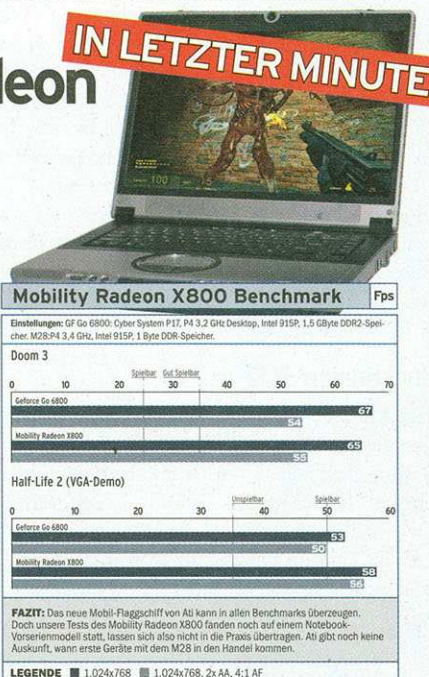 IN LETZTER MINUTE
leon
100
Mobility Radeon X800 Benchmark Fps
Einstellungen: GF Go 6800: Cyber System P17, P4 3,2 GHz Desktop, Intel 915P, 1,5 GByte DDR2-Spei-
cher. M28:P4 3,4 GHz, Intel 915P, 1 Byte DDR-Speicher.
Doom 3
Spielbar Gut Spielbar
0 10 20 30 40 50 60 70
Geforce Go 6800
67
54
Mobility Radeon X800
65
55
Half-Life 2 (VGA-Demo)
Unspielbar Spielbar
0 10 20 30 40 50 60
Geforce Go 6800
53
50
Mobility Radeon X800
58
56
FAZIT: Das neue Mobil-Flaggschiff von Ati kann in allen Benchmarks überzeugen.
Doch unsere Tests des Mobility Radeon X800 fanden noch auf einem Notebook-
Vorserienmodell statt, lassen sich also nicht in die Praxis übertragen. Ati gibt noch keine
Auskunft, wann erste Geräte mit dem M28 in den Handel kommen.
LEGENDE 1.024x768 1.024x768, 2x AA, 4:1 AF